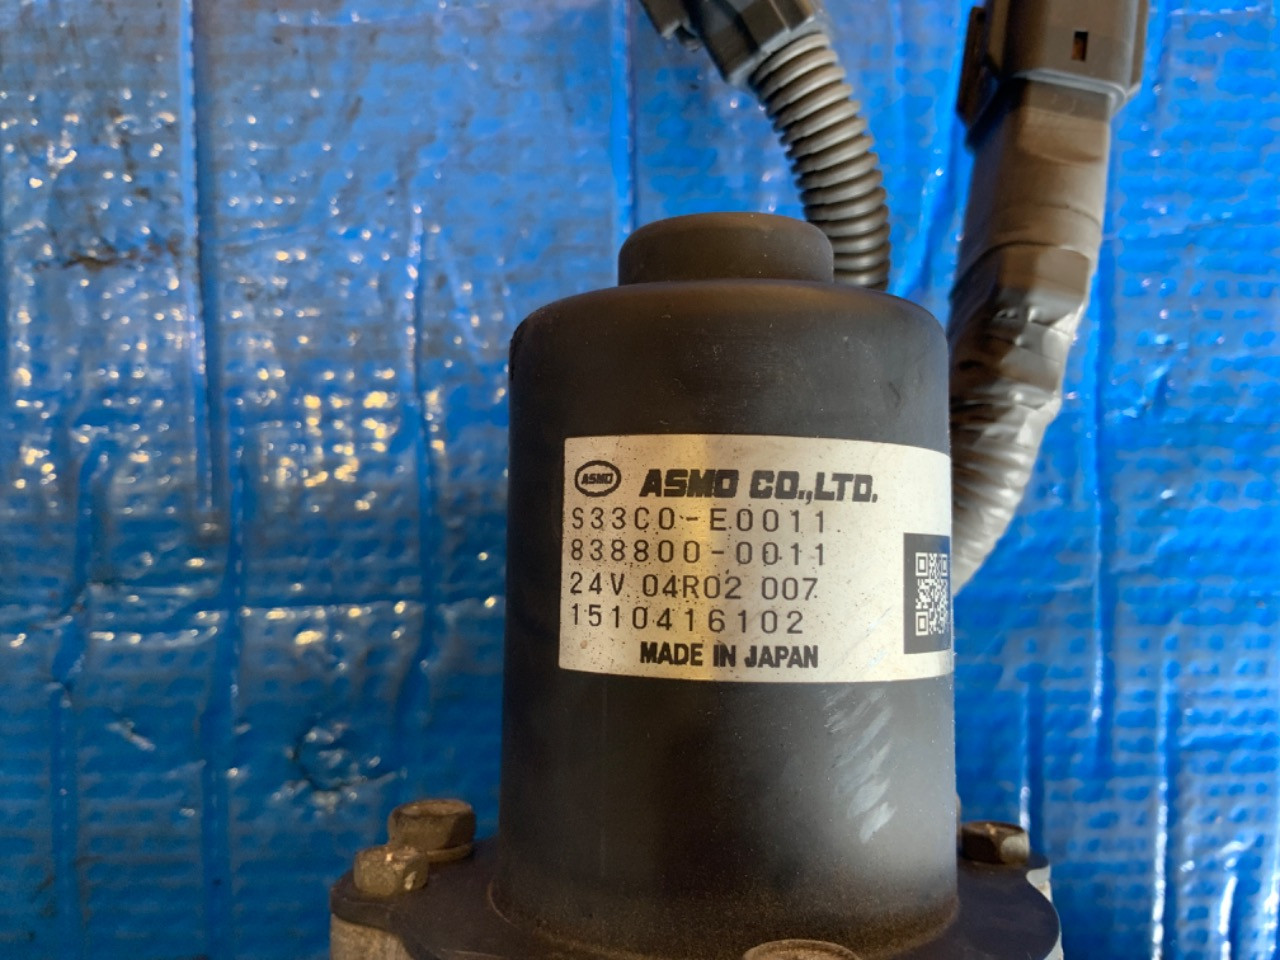 ASMO ASMO CO.,LTD.
S33C0-E0011
838800-0011
24V 04R02 007
1510416102
MADE IN JAPAN